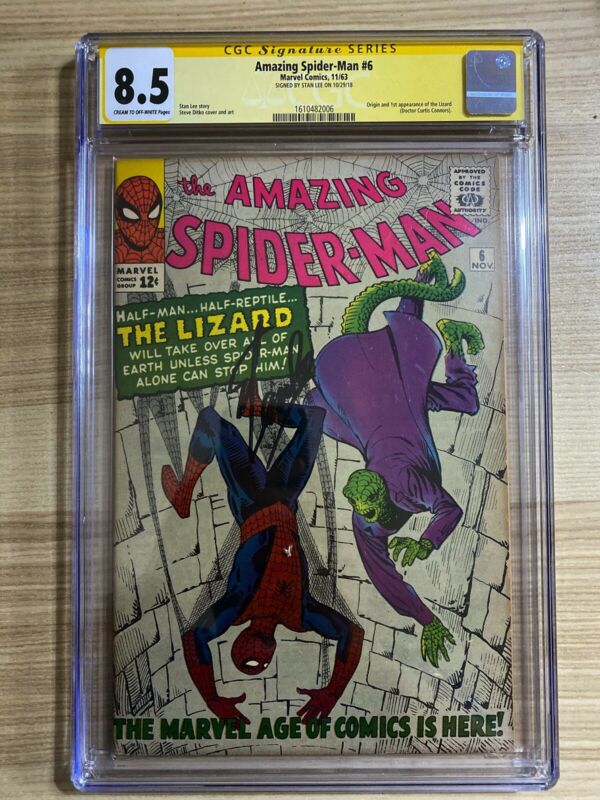 CGC Signature SERIES
8.5
CREAM TO OFF-WHITE Pages
Amazing Spider-Man #6
Marvel Comics, 11/63
SIGNED BY STAN LEE ON 10/29/18
Stan Lee story
Steve Ditko cover and art
1610482006
Origin and 1st appearance of the Lizard
(Doctor Curtis Connors).
the AMAZING
SPIDER-MAN
APPROVED
BY THE
COMICS
CODE
AUTHORITY
IND.
6
NOV.
MARVEL
COMICS
GROUP
12¢
HALF-MAN...HALF-REPTILE...
THE LIZARD
WILL TAKE OVER ALL OF
EARTH UNLESS SPIDER-MAN
ALONE CAN STOP HIM!
Stan Lee
THE MARVEL AGE OF COMICS IS HERE!